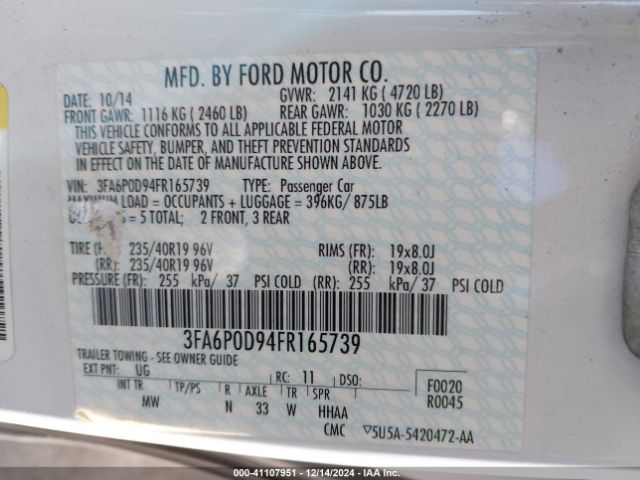 MFD. BY FORD MOTOR CO.
DATE: 10/14 GVWR: 2141 KG ( 4720 LB)
FRONT GAWR: 1116 KG ( 2460 LB) REAR GAWR: 1030 KG ( 2270 LB)
THIS VEHICLE CONFORMS TO ALL APPLICABLE FEDERAL MOTOR
VEHICLE SAFETY, BUMPER, AND THEFT PREVENTION STANDARDS
IN EFFECT ON THE DATE OF MANUFACTURE SHOWN ABOVE.
VIN: 3FA6P0D94FR165739 TYPE: Passenger Car
MAXIMUM LOAD = OCCUPANTS + LUGGAGE = 396KG/ 875LB
= 5 TOTAL; 2 FRONT, 3 REAR
TIRE 235/40R19 96V RIMS (FR): 19x8.0J
(RR): 235/40R19 96V (RR): 19x8.0J
PRESSURE (FR): 255 kPa/ 37 PSI COLD (RR): 255 kPa/ 37 PSI COLD
3FA6P0D94FR165739
TRAILER TOWING - SEE OWNER GUIDE
EXT PNT: UG RC: 11 DSO: F0020
INT TR TP/PS R AXLE TR SPR R0045
MW N 33 W HHAA
CMC ▽5U5A-5420472-AA
000-41107951 - 12/14/2024 - IAA Inc.